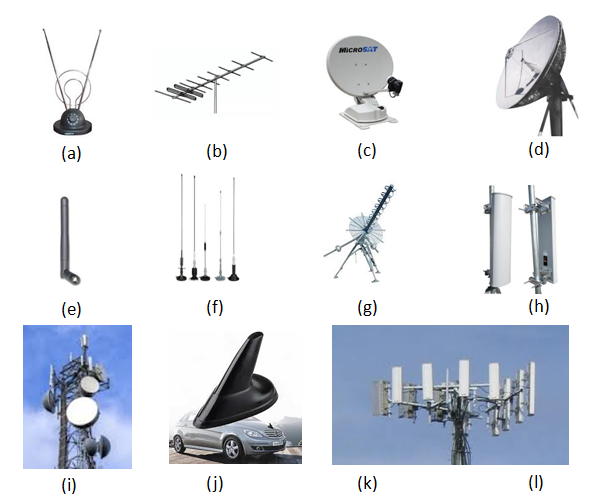 MICROSAT
(a)
(b)
(c)
(d)
(e)
(f)
(g)
(h)
(i)
(j)
(k)
(l)